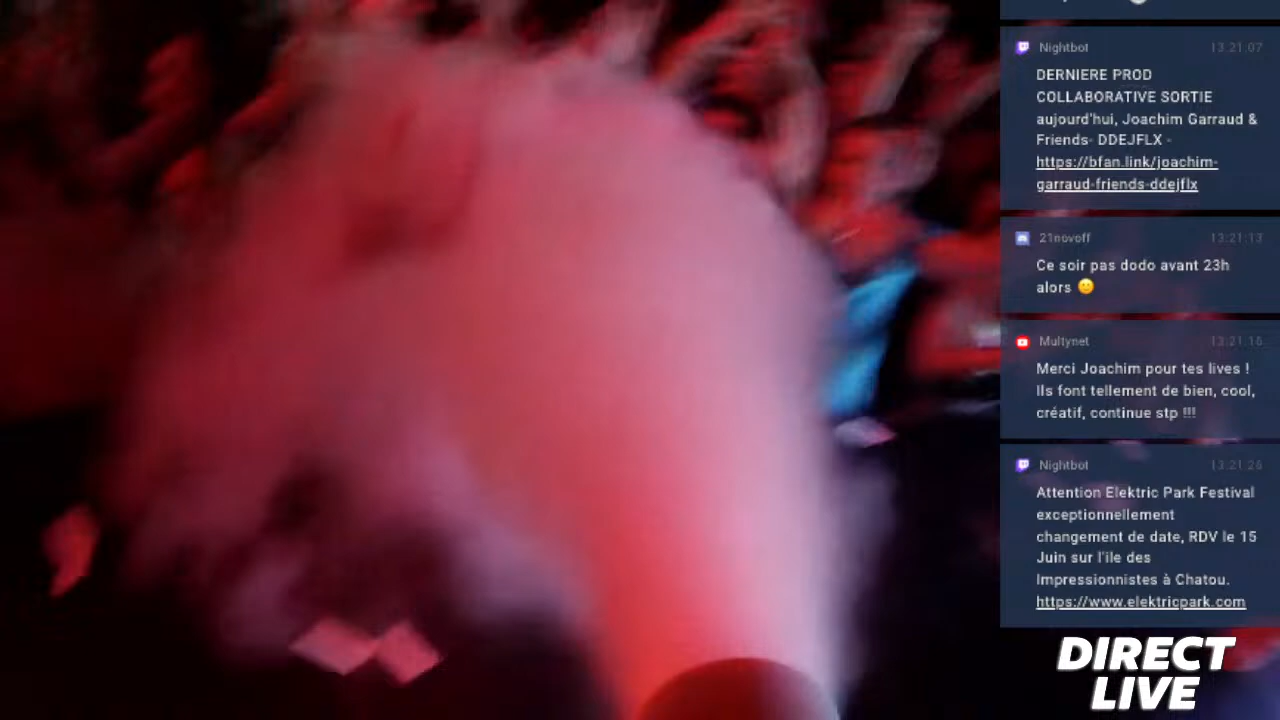 Nightbot 13:21:07
DERNIERE PROD
COLLABORATIVE SORTIE
aujourd'hui, Joachim Garraud &
Friends- DDEJFLX -
https://bfan.link/joachim-
garraud-friends-ddejflx
21novoff 13:21:13
Ce soir pas dodo avant 23h
alors 🙂
Multynet 13:21:16
Merci Joachim pour tes lives !
Ils font tellement de bien, cool,
créatif, continue stp !!!
Nightbot 13:21:26
Attention Elektric Park Festival
exceptionnellement
changement de date, RDV le 15
Juin sur l'ile des
Impressionnistes à Chatou.
https://www.elektricpark.com
DIRECT
LIVE